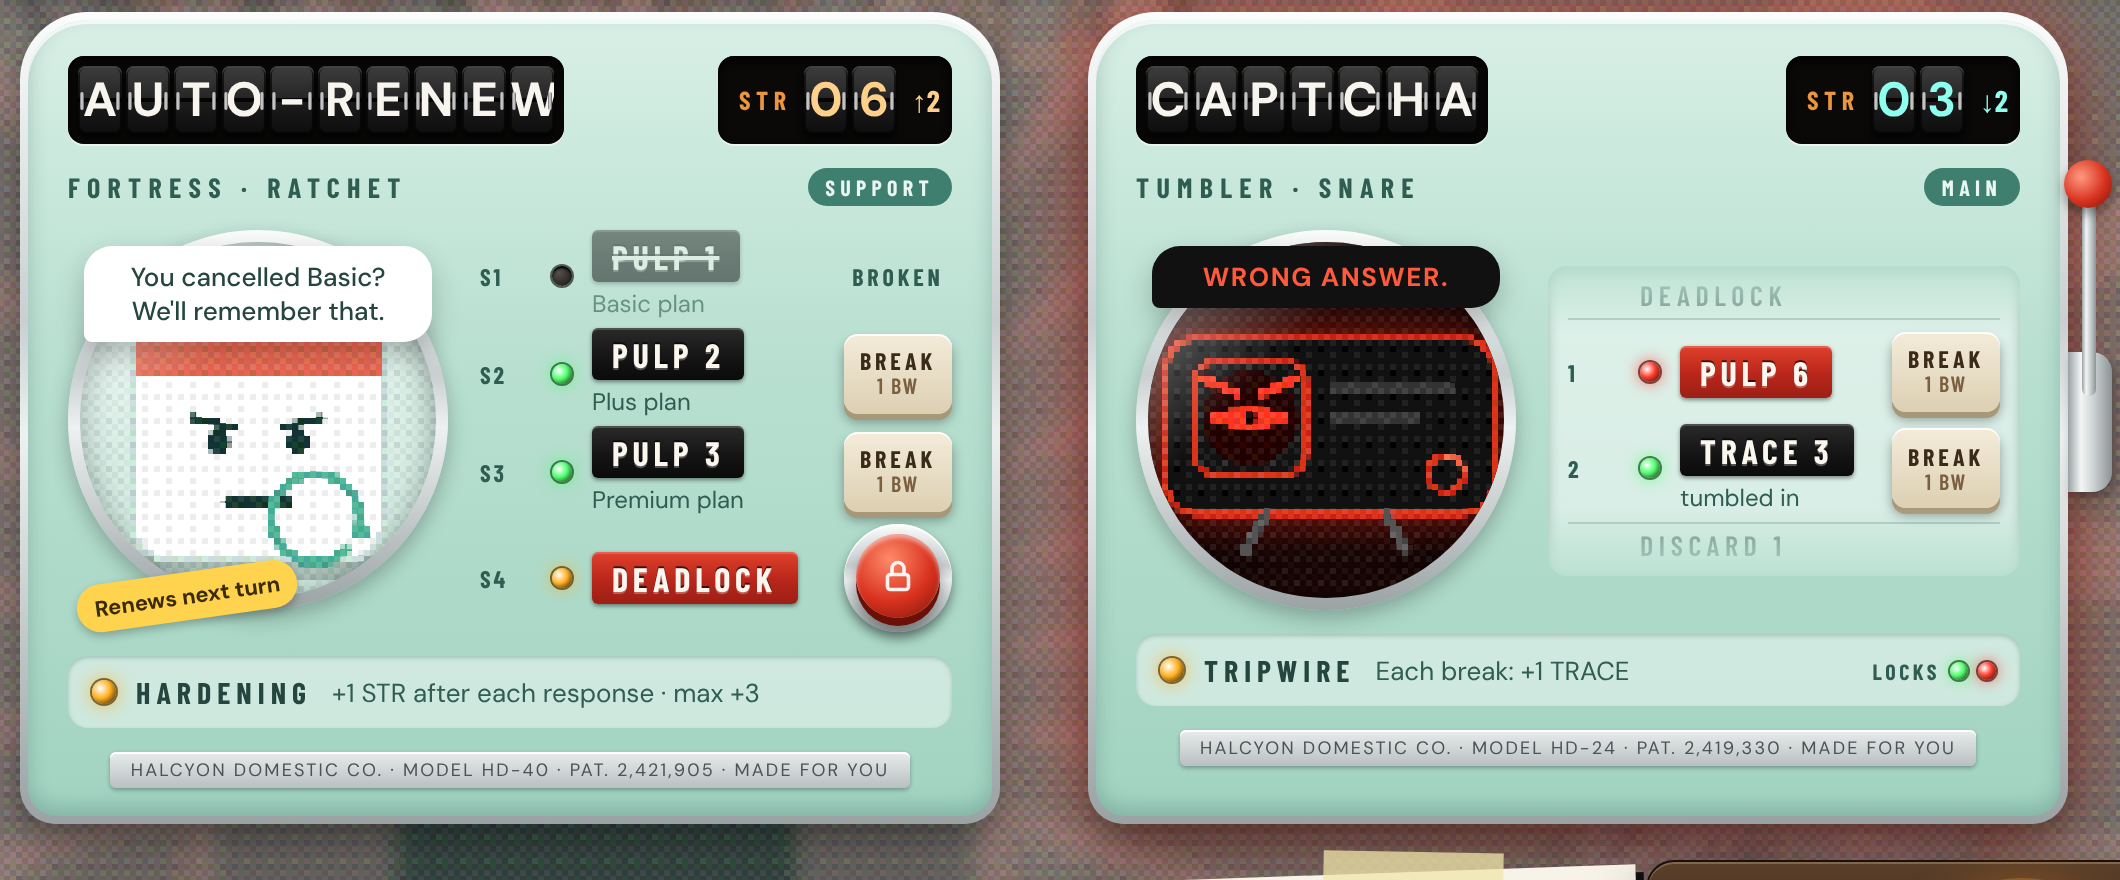 AUTO-RENEW
STR 06 ↑2
FORTRESS · RATCHET
SUPPORT
You cancelled Basic?
We'll remember that.
S1 PULP 1 BROKEN
Basic plan
S2 PULP 2 BREAK
1 BW
Plus plan
S3 PULP 3 BREAK
1 BW
Premium plan
S4 DEADLOCK
Renews next turn
HARDENING +1 STR after each response · max +3
HALCYON DOMESTIC CO. · MODEL HD-40 · PAT. 2,421,905 · MADE FOR YOU
CAPTCHA
STR 03 ↓2
TUMBLER · SNARE
MAIN
WRONG ANSWER.
DEADLOCK
1 PULP 6 BREAK
1 BW
2 TRACE 3 BREAK
1 BW
tumbled in
DISCARD 1
TRIPWIRE Each break: +1 TRACE LOCKS
HALCYON DOMESTIC CO. · MODEL HD-24 · PAT. 2,419,330 · MADE FOR YOU